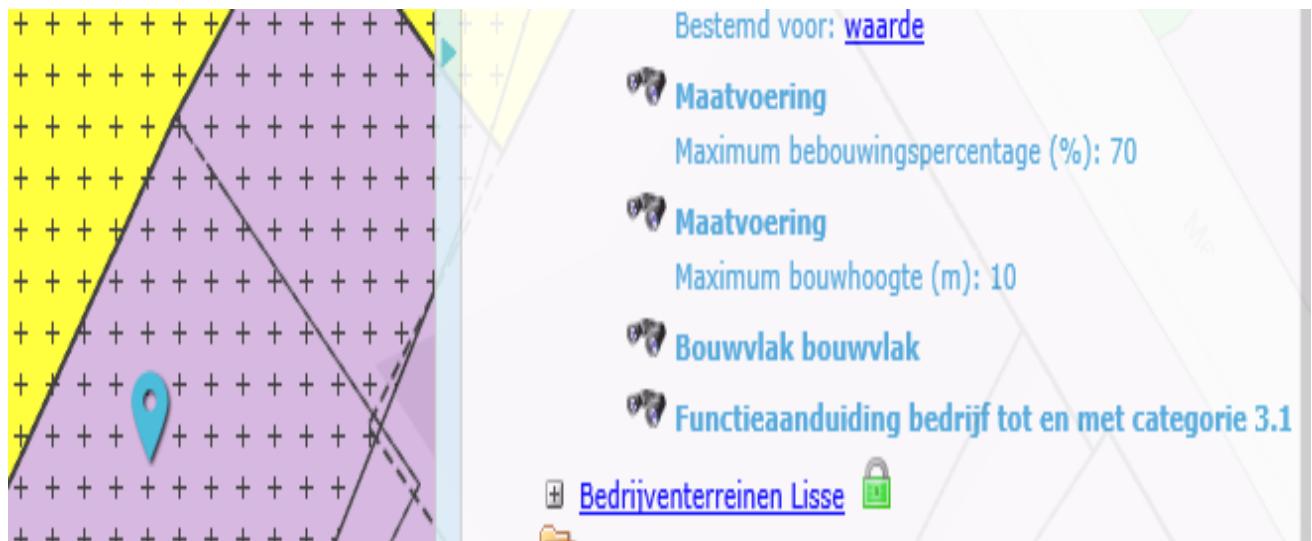 Bestemd voor: waarde
Maatvoering
Maximum bebouwingspercentage (%): 70
Maatvoering
Maximum bouwhoogte (m): 10
Bouwvlak bouwvlak
Functieaanduiding bedrijf tot en met categorie 3.1
Bedrijventerreinen Lisse